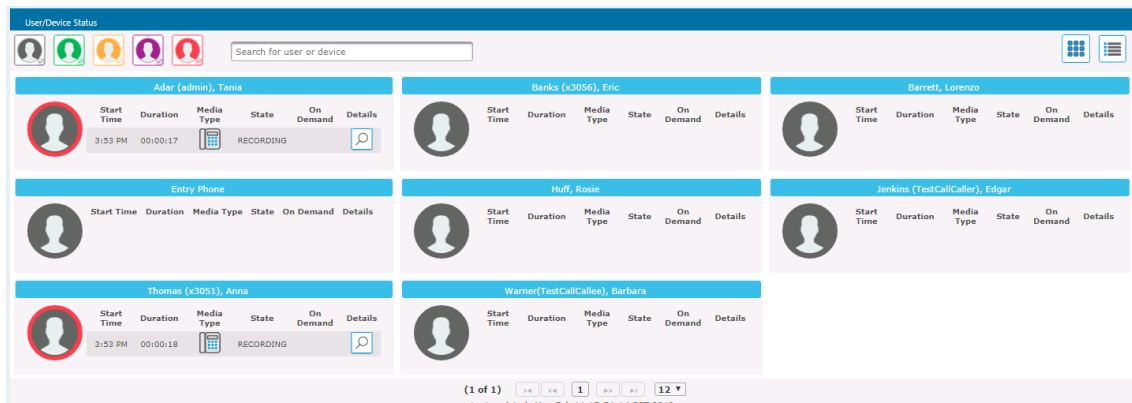 User/Device Status
Search for user or device
Adar (admin), Tania
Start Time Duration Media Type State On Demand Details
3:53 PM 00:00:17 RECORDING
Banks (x3056), Eric
Start Time Duration Media Type State On Demand Details
Barrett, Lorenzo
Start Time Duration Media Type State On Demand Details
Entry Phone
Start Time Duration Media Type State On Demand Details
Huff, Rosie
Start Time Duration Media Type State On Demand Details
Jenkins (TestCallCaller), Edgar
Start Time Duration Media Type State On Demand Details
Thomas (x3051), Anna
Start Time Duration Media Type State On Demand Details
3:53 PM 00:00:18 RECORDING
Warner(TestCallCallee), Barbara
Start Time Duration Media Type State On Demand Details
(1 of 1) 1 12